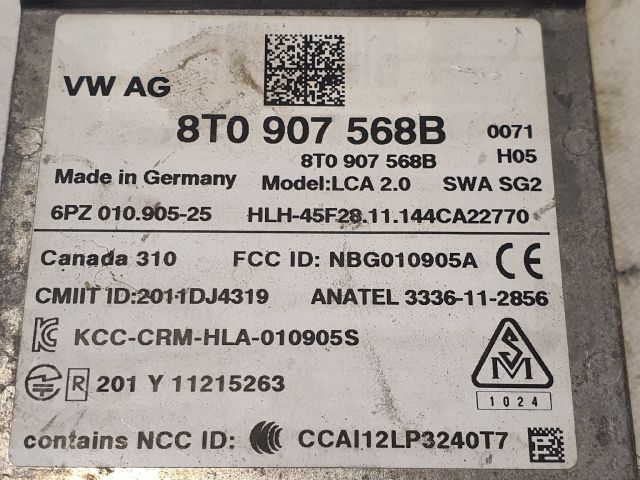 VW AG
8T0 907 568B 0071
8T0 907 568B H05
Made in Germany Model:LCA 2.0 SWA SG2
6PZ 010.905-25 HLH-45F28.11.144CA22770
Canada 310 FCC ID: NBG010905A CE
CMIIT ID:2011DJ4319 ANATEL 3336-11-2856
KCC-CRM-HLA-010905S
R 201 Y 11215263
SM
1024
contains NCC ID: CCAI12LP3240T7